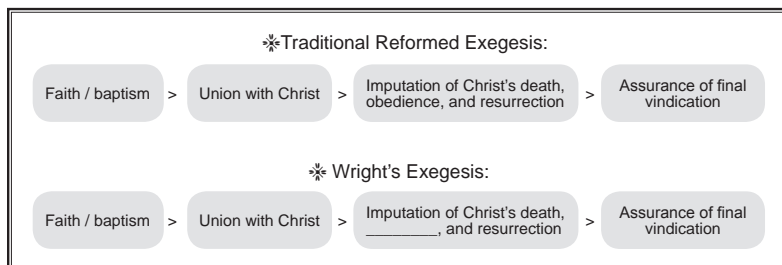 Traditional Reformed Exegesis:
Faith / baptism > Union with Christ > Imputation of Christ's death, obedience, and resurrection > Assurance of final vindication
Wright's Exegesis:
Faith / baptism > Union with Christ > Imputation of Christ's death, ________, and resurrection > Assurance of final vindication